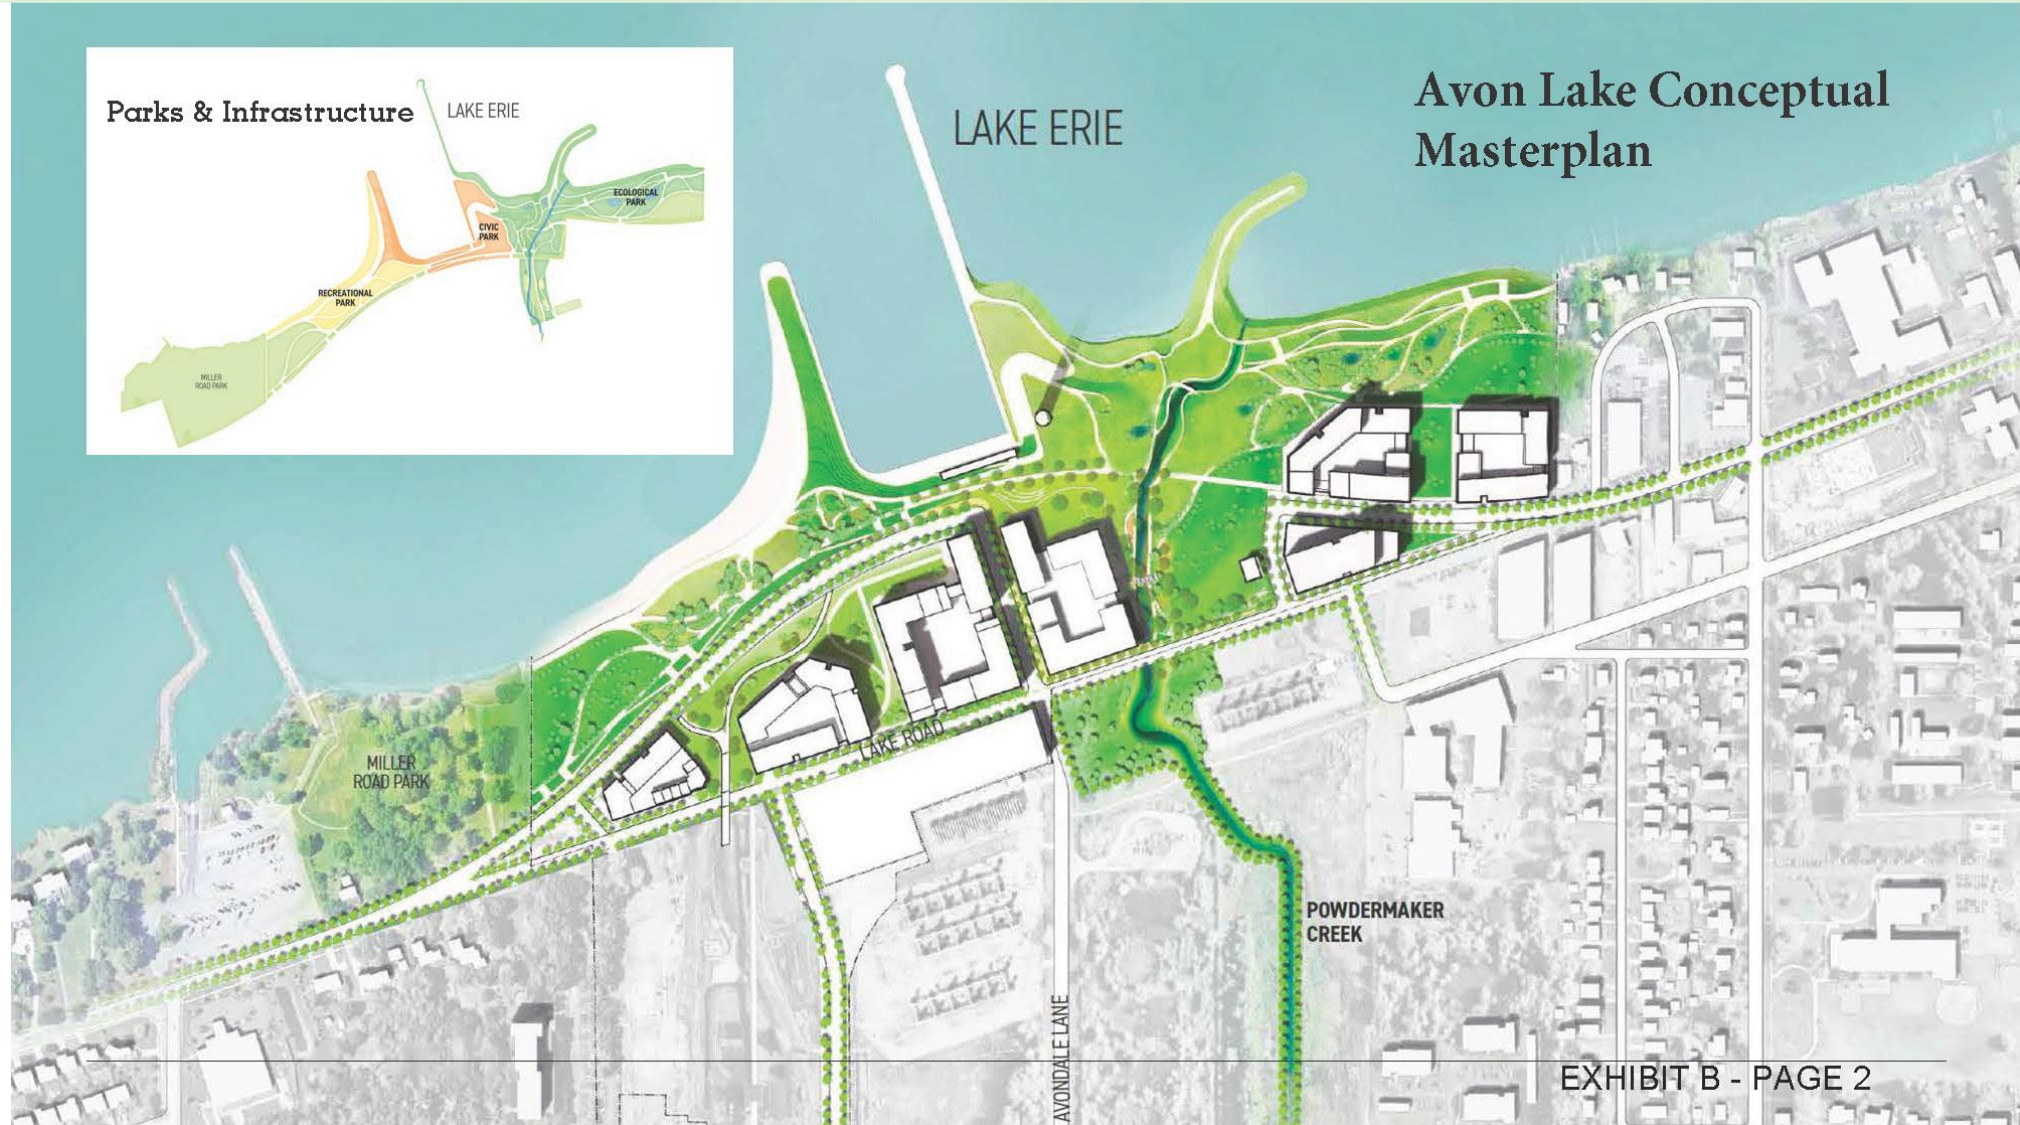 Parks & Infrastructure
LAKE ERIE
ECOLOGICAL
PARK
CIVIC
PARK
RECREATIONAL
PARK
MILLER
ROAD PARK
LAKE ERIE
Avon Lake Conceptual
Masterplan
MILLER
ROAD PARK
LAKE ROAD
POWDERMAKER
CREEK
AVONDALE LANE
EXHIBIT B - PAGE 2